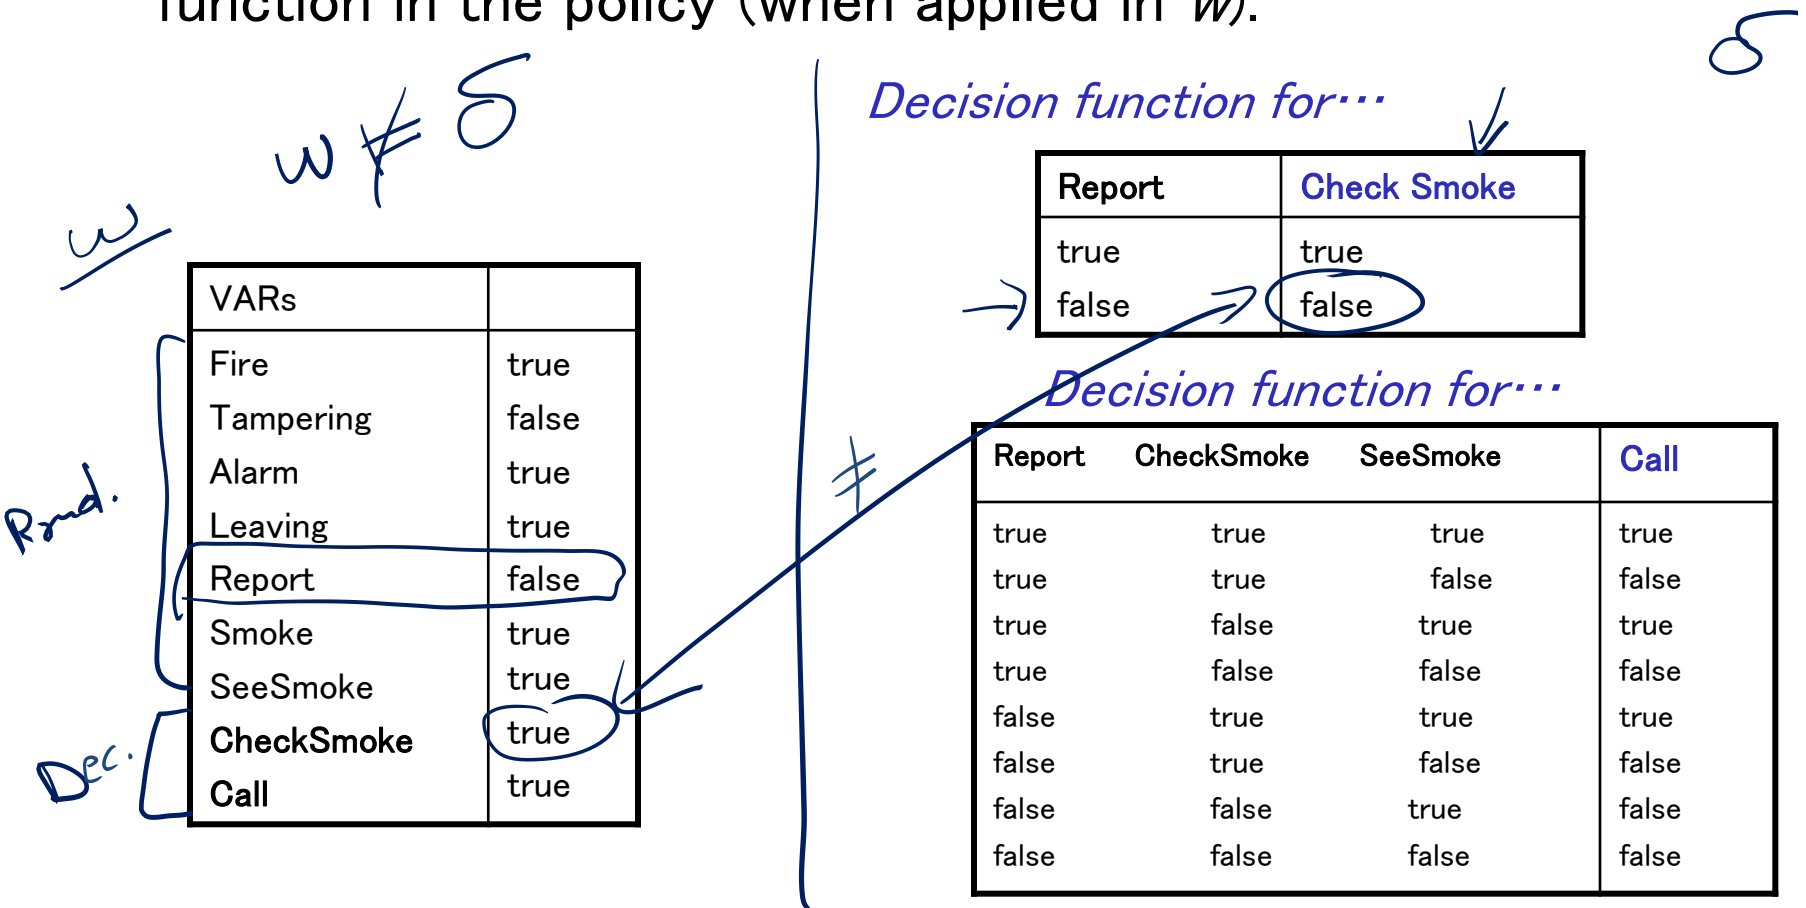 function in the policy (when applied in w).
w ⊭ δ
δ
w
Decision function for…
Report Check Smoke
true true
false false
VARs
Fire true
Tampering false
Alarm true
Leaving true
Report false
Smoke true
SeeSmoke true
CheckSmoke true
Call true
Rnd.
Dec.
≠
Decision function for…
Report CheckSmoke SeeSmoke Call
true true true true
true true false false
true false true true
true false false false
false true true true
false true false false
false false true false
false false false false